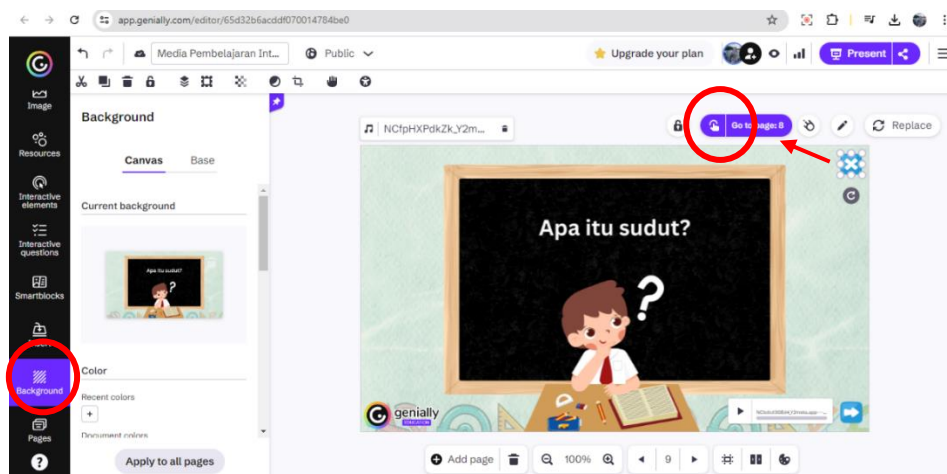 app.genially.com/editor/65d32b6acddf070014784be0
Media Pembelajaran Int...
Public
Upgrade your plan
Present
Image
Resources
Interactive elements
Interactive questions
Smartblocks
Background
Pages
Background
Canvas Base
Current background
Apa itu sudut?
?
Color
Recent colors
+
Document colors
Apply to all pages
NCfpHXPdkZk_Y2m...
Go to page: 8
Replace
Apa itu sudut?
?
genially
EDUCATION
Add page
100%
9